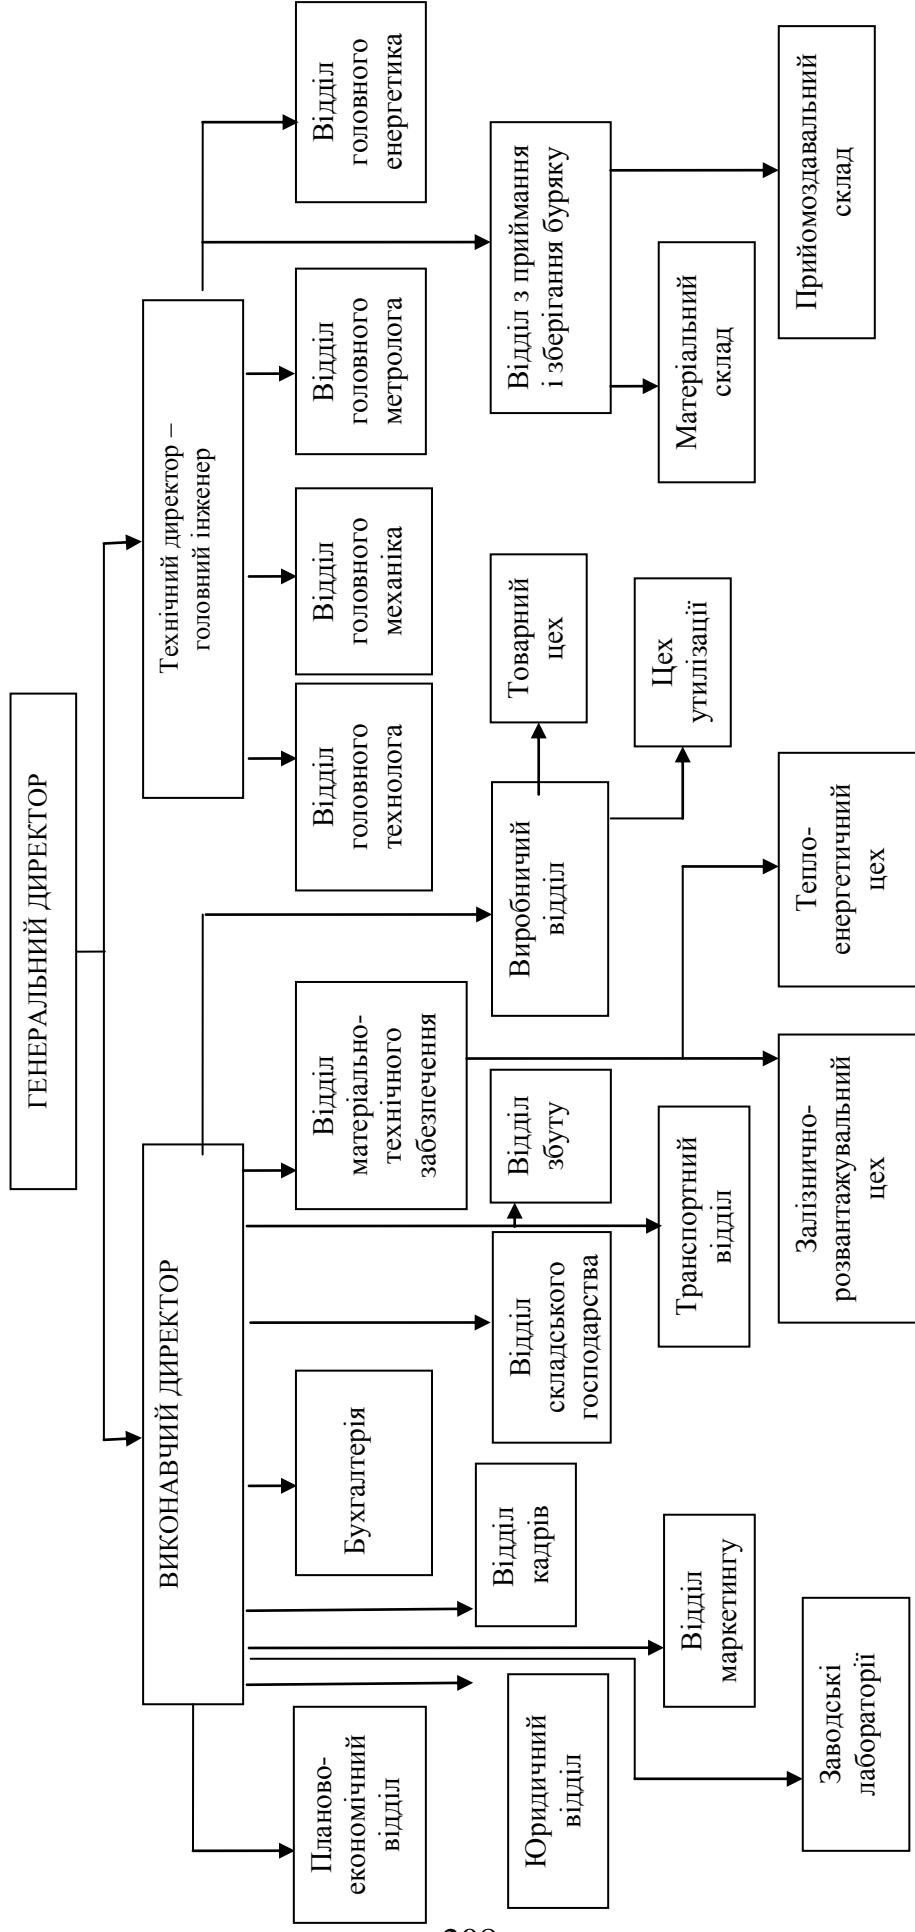 ГЕНЕРАЛЬНИЙ ДИРЕКТОР
ВИКОНАВЧИЙ ДИРЕКТОР
Технічний директор –
головний інженер
Планово-
економічний
відділ
Бухгалтерія
Відділ
матеріально-
технічного
забезпечення
Відділ
головного
технолога
Відділ
головного
механіка
Відділ
головного
метролога
Відділ
головного
енергетика
Юридичний
відділ
Відділ
кадрів
Відділ
складського
господарства
Відділ
збуту
Виробничий
відділ
Товарний
цех
Відділ з приймання
і зберігання буряку
Відділ
маркетингу
Транспортний
відділ
Цех
утилізації
Матеріальний
склад
Заводські
лабораторії
Залізнично-
розвантажувальний
цех
Тепло-
енергетичний
цех
Прийомоздавальний
склад